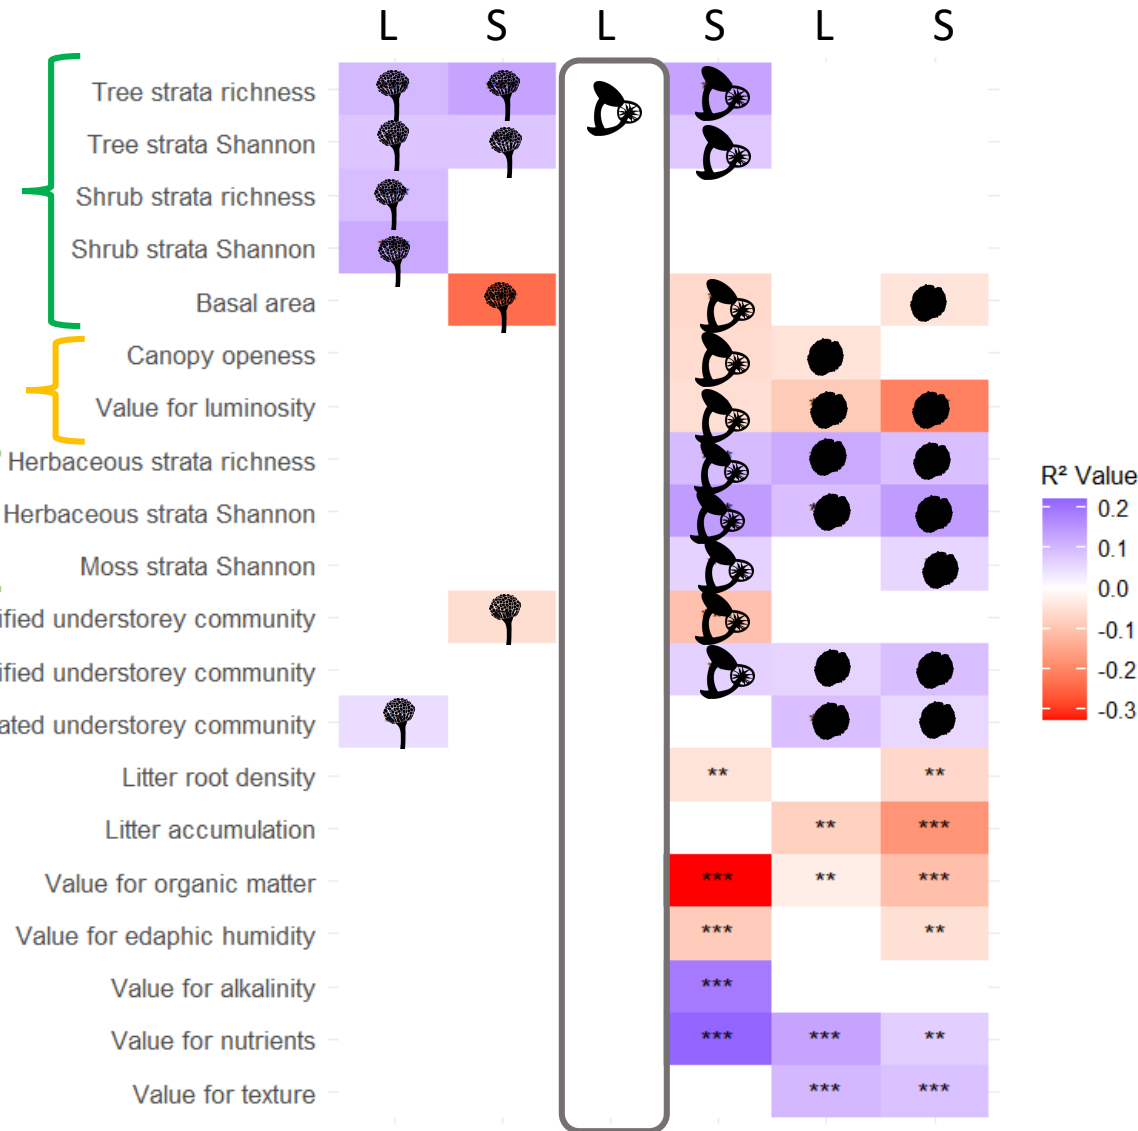 L S L S L S
Tree strata richness
Tree strata Shannon
Shrub strata richness
Shrub strata Shannon
Basal area
Canopy openess
Value for luminosity
Herbaceous strata richness
Herbaceous strata Shannon
Moss strata Shannon
understorey community
understorey community
understorey community
Litter root density ** **
Litter accumulation ** ***
Value for organic matter *** ** ***
Value for edaphic humidity *** **
Value for alkalinity ***
Value for nutrients *** *** **
Value for texture *** ***
R² Value
0.2
0.1
0.0
-0.1
-0.2
-0.3